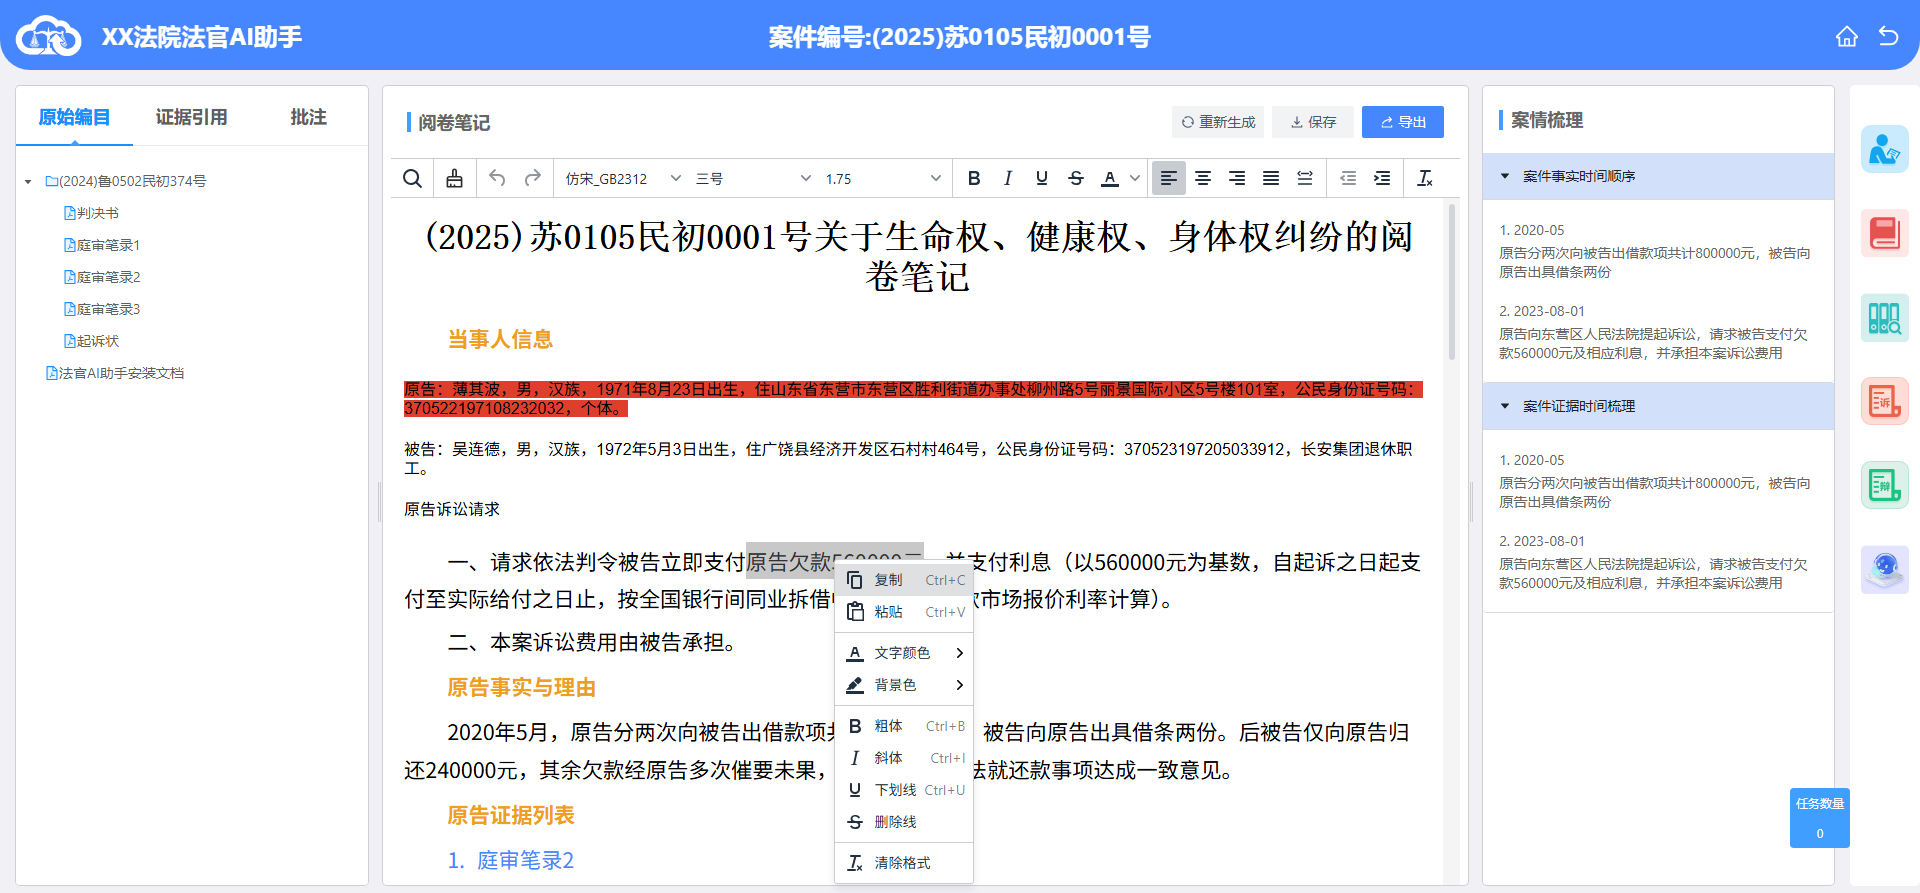 XX法院法官AI助手
案件编号:(2025)苏0105民初0001号
原始编目
证据引用
批注
(2024)鲁0502民初374号
判决书
庭审笔录1
庭审笔录2
庭审笔录3
起诉状
法官AI助手安装文档
阅卷笔记
重新生成
保存
导出
仿宋_GB2312
三号
1.75
(2025)苏0105民初0001号关于生命权、健康权、身体权纠纷的阅
卷笔记
当事人信息
原告：薄其波，男，汉族，1971年8月23日出生，住山东省东营市东营区胜利街道办事处柳州路5号丽景国际小区5号楼101室，公民身份证号码：
370522197108232032，个体。
被告：吴连德，男，汉族，1972年5月3日出生，住广饶县经济开发区石村村464号，公民身份证号码：370523197205033912，长安集团退休职
工。
原告诉讼请求
一、请求依法判令被告立即支付原告欠款560000元，并支付利息（以560000元为基数，自起诉之日起支
付至实际给付之日止，按全国银行间同业拆借 市场报价利率计算）。
二、本案诉讼费用由被告承担。
原告事实与理由
2020年5月，原告分两次向被告出借款项 被告向原告出具借条两份。后被告仅向原告归
还240000元，其余欠款经原告多次催要未果， 法就还款事项达成一致意见。
原告证据列表
1. 庭审笔录2
复制 Ctrl+C
粘贴 Ctrl+V
文字颜色
背景色
粗体 Ctrl+B
斜体 Ctrl+I
下划线 Ctrl+U
删除线
清除格式
案情梳理
案件事实时间顺序
1. 2020-05
原告分两次向被告出借款项共计800000元，被告向
原告出具借条两份
2. 2023-08-01
原告向东营区人民法院提起诉讼，请求被告支付欠
款560000元及相应利息，并承担本案诉讼费用
案件证据时间梳理
1. 2020-05
原告分两次向被告出借款项共计800000元，被告向
原告出具借条两份
2. 2023-08-01
原告向东营区人民法院提起诉讼，请求被告支付欠
款560000元及相应利息，并承担本案诉讼费用
诉
辩
任务数量
0